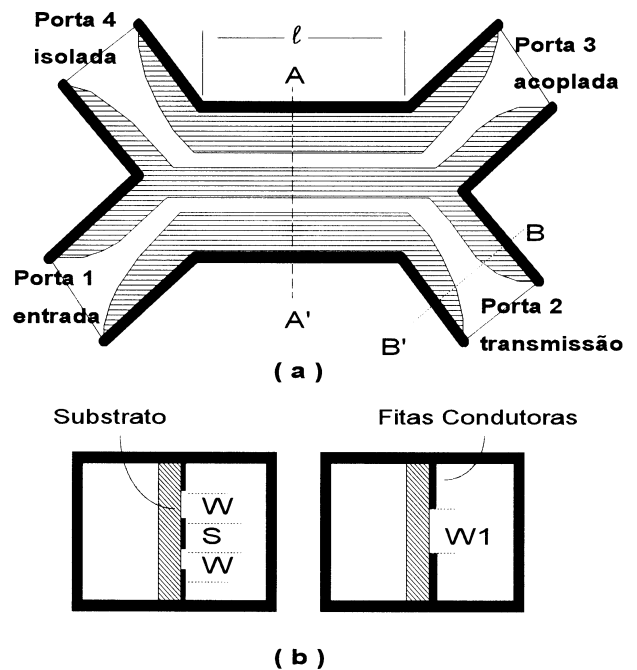 Porta 4
isolada
ℓ
A
Porta 3
acoplada
B
Porta 1
entrada
A'
B'
Porta 2
transmissão
( a )
Substrato
Fitas Condutoras
W
S
W
W1
( b )